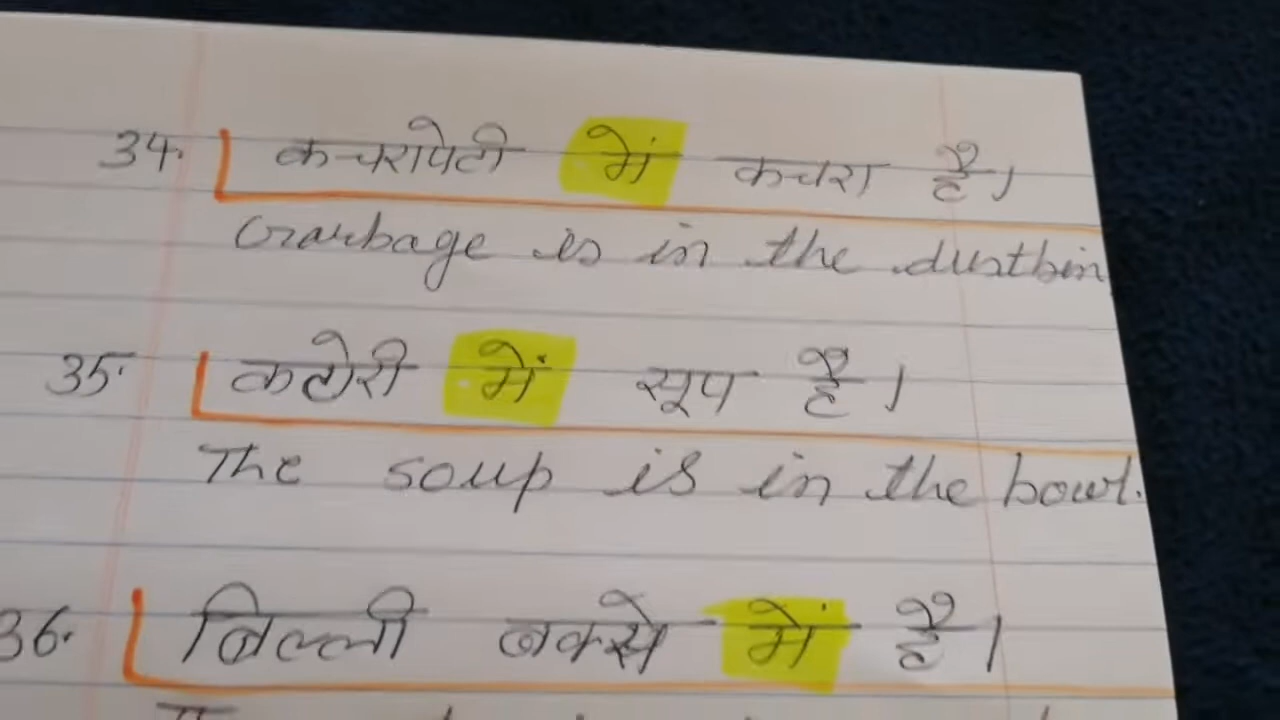 34. कचरापेटी में कचरा है।
Garbage is in the dustbin
35. कटोरी में सूप है।
The soup is in the bowl.
36. बिल्ली बक्से में है।